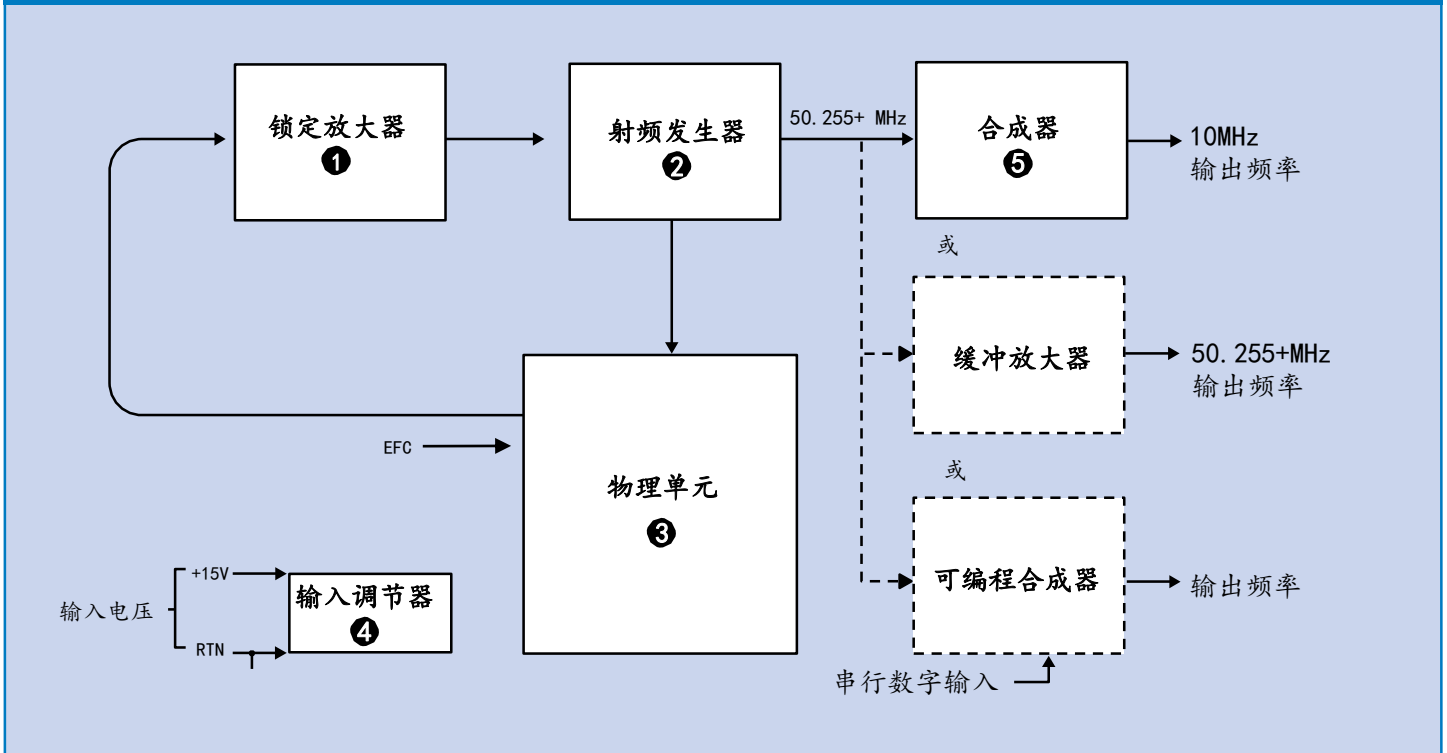 锁定放大器
❶
射频发生器
❷
50.255+ MHz
合成器
❺
10MHz
输出频率
或
缓冲放大器
50.255+MHz
输出频率
EFC
物理单元
❸
或
可编程合成器
输出频率
串行数字输入
输入电压
+15V
RTN
输入调节器
❹